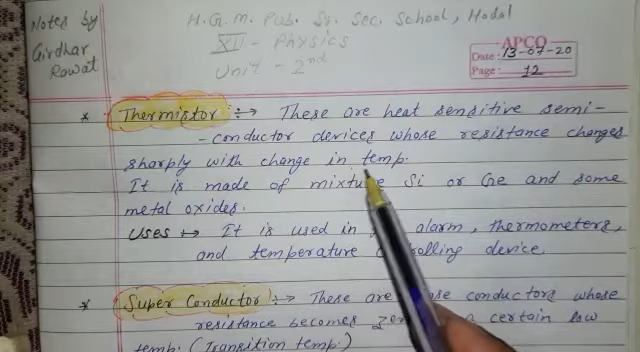 Notes by
Girdhar
Rawat
H.G.M. Pub. Sr. Sec. School, Hodal
XII - Physics
Unit - 2nd
APCO
Date: 13-07-20
Page: 12
* Thermistor :→ These are heat sensitive semi-
-conductor devices whose resistance changes
sharply with change in temp.
It is made of mixture Si or Ge and some
metal oxides.
Uses → It is used in alarm, thermometers,
and temperature controlling device.
* Super Conductor :→ These are those conductors whose
resistance becomes zero a certain low
temp. (Transition temp.)